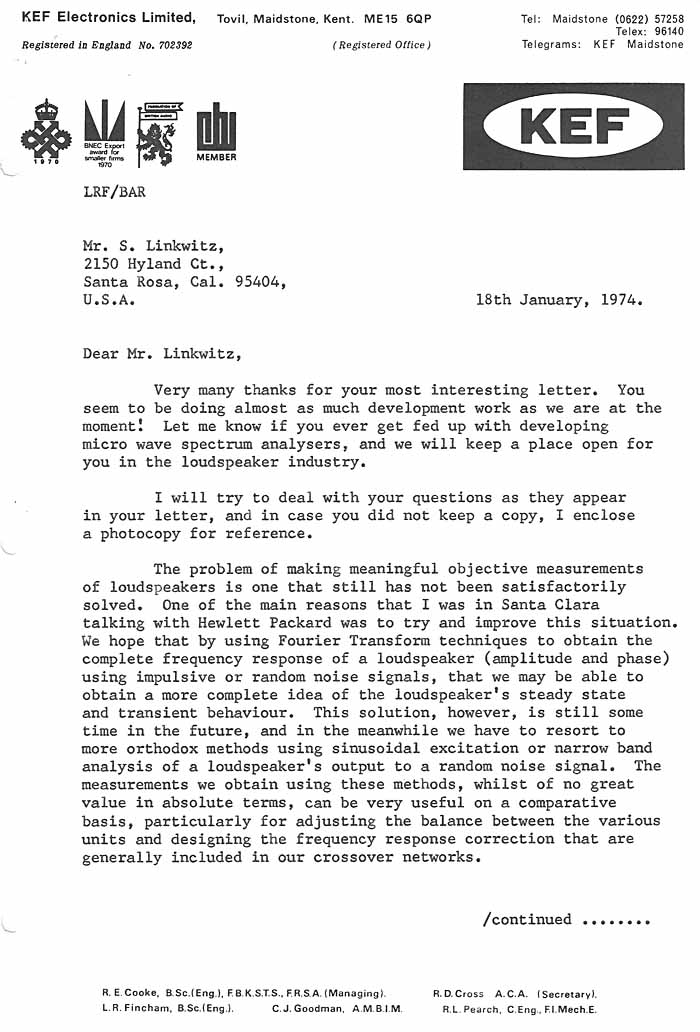 KEF Electronics Limited, Tovil, Maidstone, Kent. ME15 6QP Tel: Maidstone (0622) 57258
Telex: 96140
Registered in England No. 702392 (Registered Office) Telegrams: KEF Maidstone
1970
BNEC Export
award for
smaller firms
1970
FEDERATION OF
BRITISH AUDIO
MEMBER
KEF
LRF/BAR
Mr. S. Linkwitz,
2150 Hyland Ct.,
Santa Rosa, Cal. 95404,
U.S.A. 18th January, 1974.
Dear Mr. Linkwitz,
Very many thanks for your most interesting letter. You
seem to be doing almost as much development work as we are at the
moment! Let me know if you ever get fed up with developing
micro wave spectrum analysers, and we will keep a place open for
you in the loudspeaker industry.
I will try to deal with your questions as they appear
in your letter, and in case you did not keep a copy, I enclose
a photocopy for reference.
The problem of making meaningful objective measurements
of loudspeakers is one that still has not been satisfactorily
solved. One of the main reasons that I was in Santa Clara
talking with Hewlett Packard was to try and improve this situation.
We hope that by using Fourier Transform techniques to obtain the
complete frequency response of a loudspeaker (amplitude and phase)
using impulsive or random noise signals, that we may be able to
obtain a more complete idea of the loudspeaker's steady state
and transient behaviour. This solution, however, is still some
time in the future, and in the meanwhile we have to resort to
more orthodox methods using sinusoidal excitation or narrow band
analysis of a loudspeaker's output to a random noise signal. The
measurements we obtain using these methods, whilst of no great
value in absolute terms, can be very useful on a comparative
basis, particularly for adjusting the balance between the various
units and designing the frequency response correction that are
generally included in our crossover networks.
/continued ........
R.E. Cooke, B.Sc.(Eng.), F.B.K.S.T.S., F.R.S.A. (Managing). R.D. Cross A.C.A. (Secretary).
L.R. Fincham, B.Sc.(Eng.). C.J. Goodman, A.M.B.I.M. R.L. Pearch, C.Eng., F.I.Mech.E.